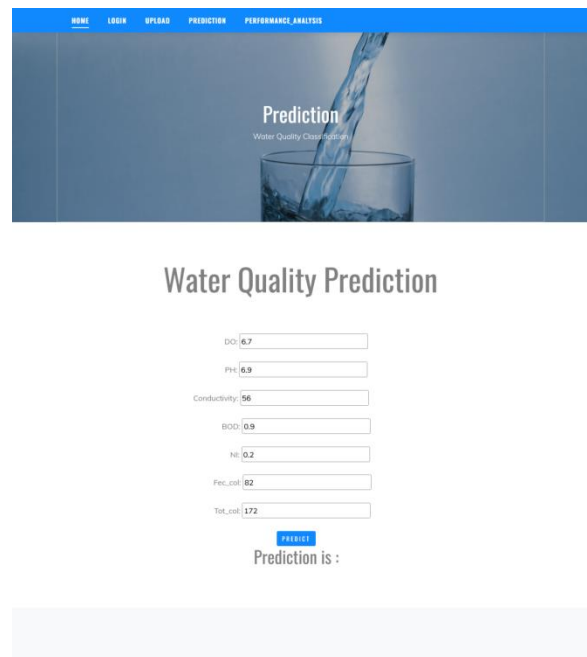 HOME LOGIN UPLOAD PREDICTION PERFORMANCE_ANALYSIS
Prediction
Water Quality Classification
Water Quality Prediction
DO: 6.7
PH: 6.9
Conductivity: 56
BOD: 0.9
NI: 0.2
Fec_col: 82
Tot_col: 172
PREDICT
Prediction is :